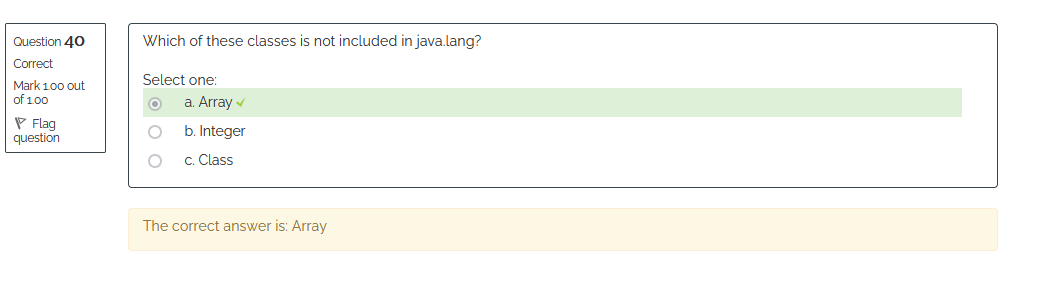 Question 40
Correct
Mark 1.00 out
of 1.00
Flag
question
Which of these classes is not included in java.lang?
Select one:
a. Array
b. Integer
c. Class
The correct answer is: Array